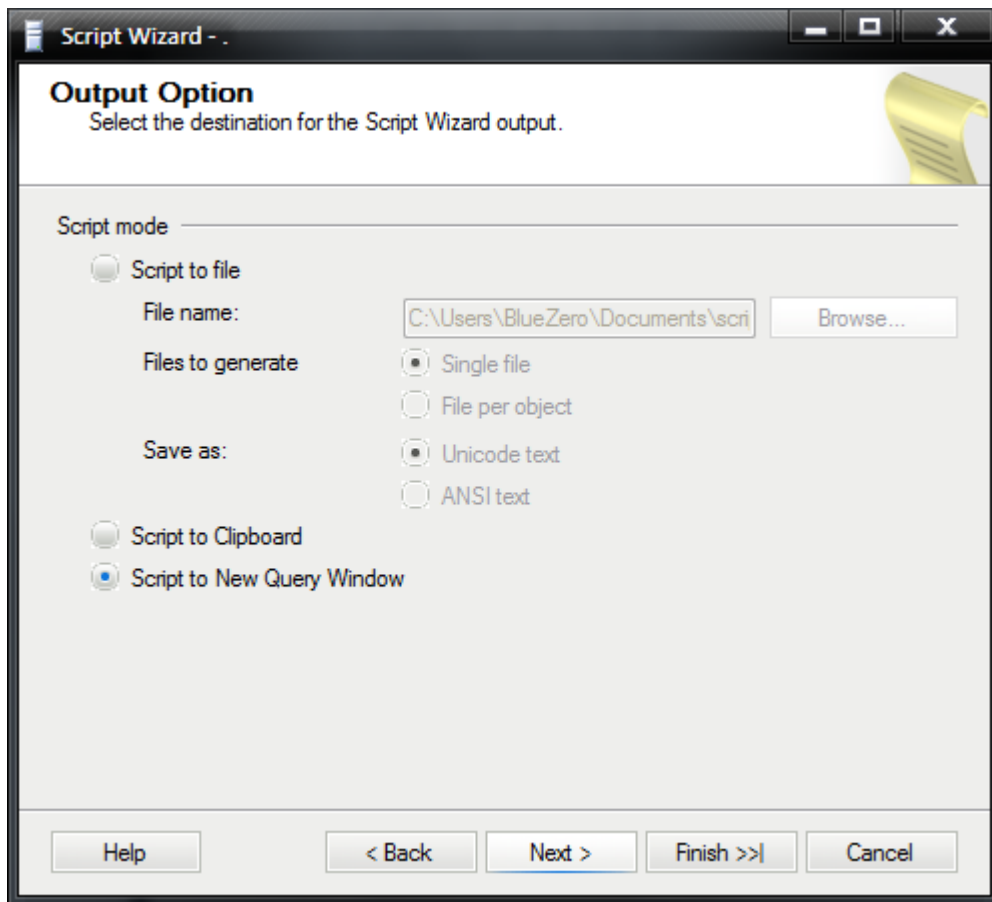 Script Wizard - .
Output Option
Select the destination for the Script Wizard output.
Script mode
Script to file
File name: C:\Users\BlueZero\Documents\scri Browse...
Files to generate Single file
File per object
Save as: Unicode text
ANSI text
Script to Clipboard
Script to New Query Window
Help < Back Next > Finish >>| Cancel